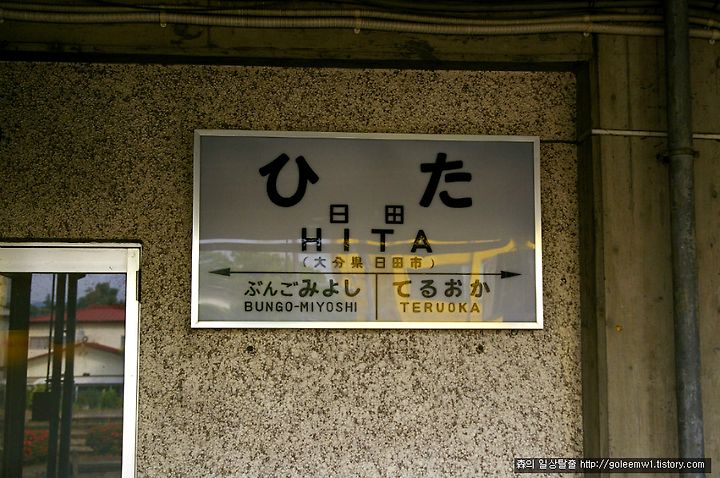 ひた
日田
HITA
(大分県日田市)
ぶんごみよし てるおか
BUNGO-MIYOSHI TERUOKA
森의 일상탈출 http://goleemw1.tistory.com